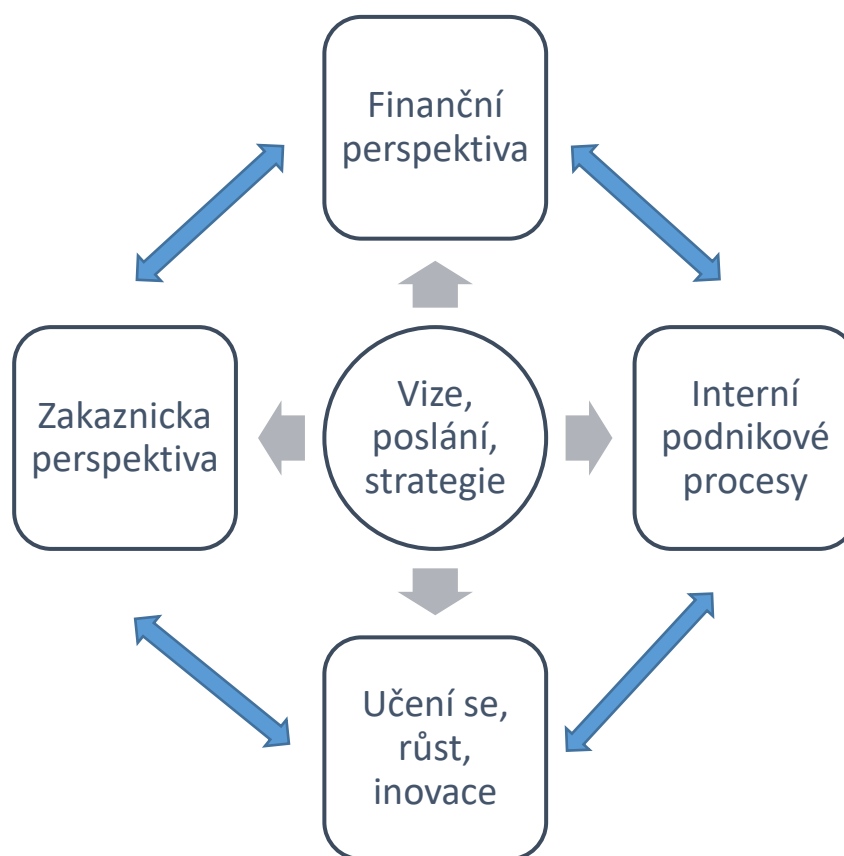 Finanční
perspektiva
Zakaznicka
perspektiva
Vize,
poslání,
strategie
Interní
podnikové
procesy
Učení se,
růst,
inovace